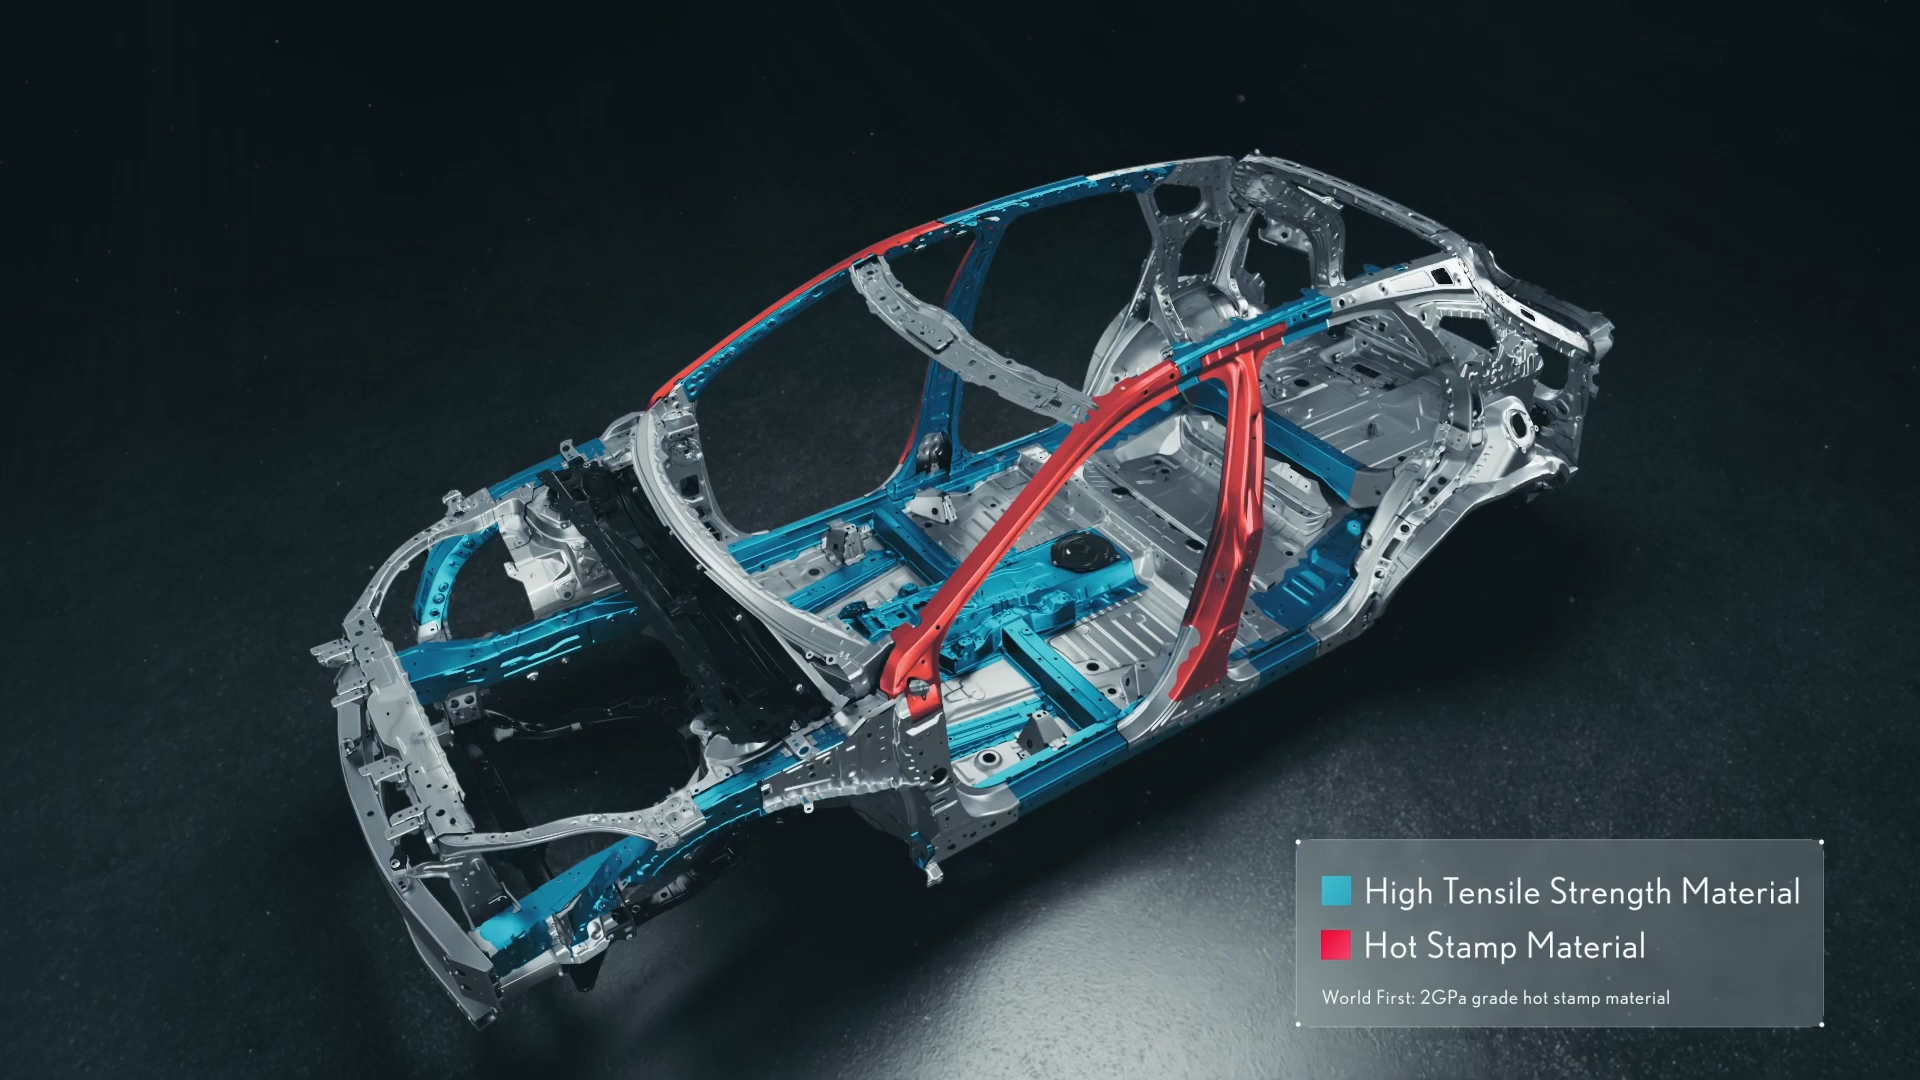 High Tensile Strength Material
Hot Stamp Material
World First: 2GPa grade hot stamp material